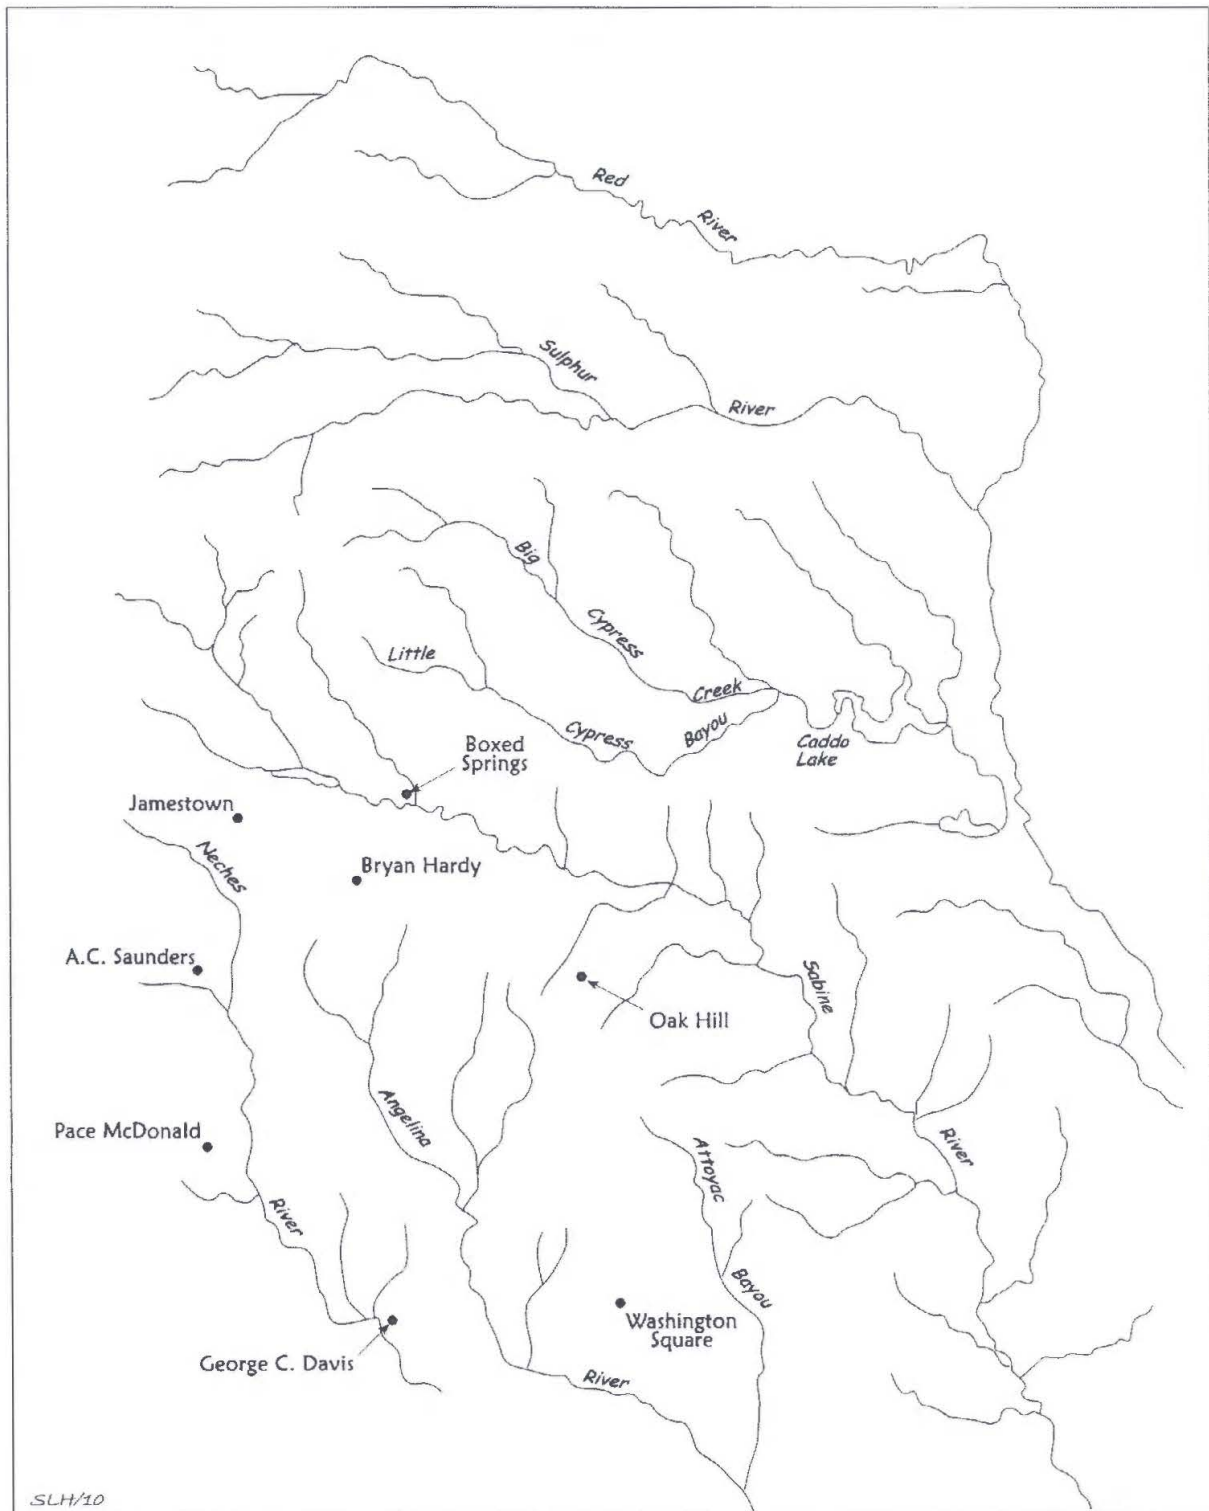 Red
River
Sulphur
River
Big
Cypress
Creek
Little
Cypress
Bayou
Caddo
Lake
Boxed
Springs
Jamestown
Neches
Bryan Hardy
A.C. Saunders
Sabine
Oak Hill
Angelina
Pace McDonald
Attoyac
River
River
Bayou
Washington
Square
George C. Davis
River
SLH/10